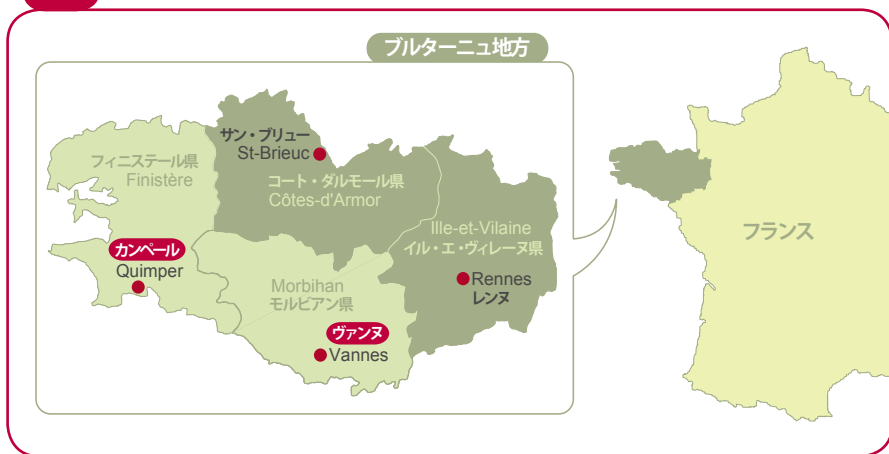 ブルターニュ地方
サン・ブリュー
St-Brieuc
フィニステール県
Finistère
コート・ダルモール県
Côtes-d'Armor
Ille-et-Vilaine
イル・エ・ヴィレーヌ県
カンペール
Quimper
Rennes
レンヌ
Morbihan
モルビアン県
ヴァンヌ
Vannes
フランス